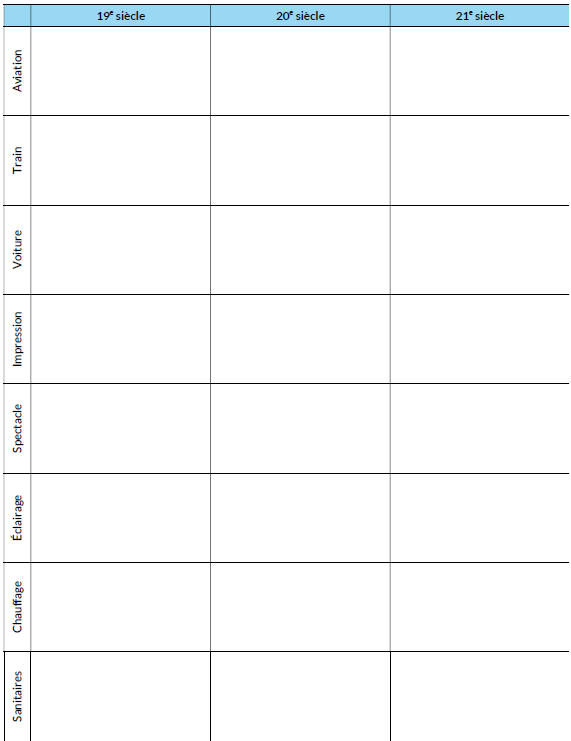 19e siècle 20e siècle 21e siècle
Aviation
Train
Voiture
Impression
Spectacle
Éclairage
Chauffage
Sanitaires